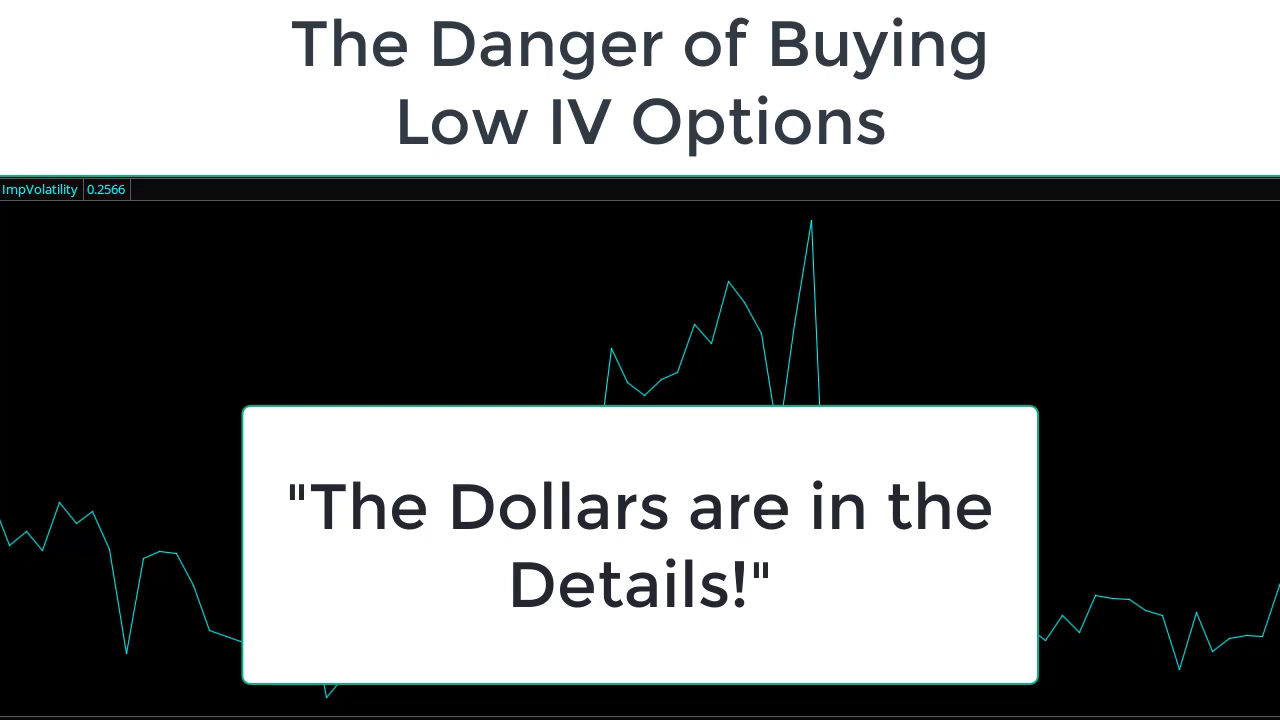 The Danger of Buying
Low IV Options
ImpVolatility 0.2566
"The Dollars are in the
Details!"